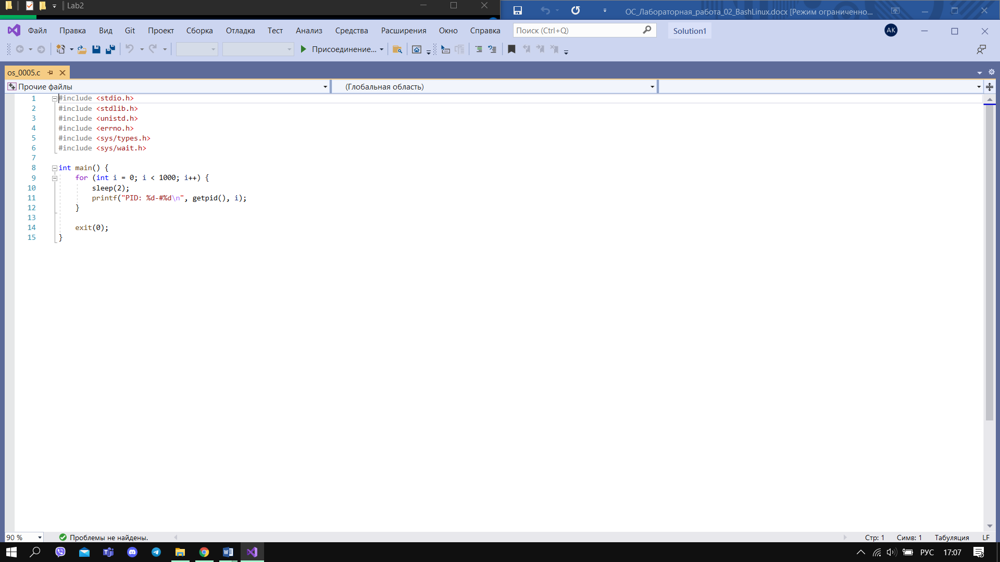 Lab2
ОС_Лабораторная_работа_02_BashLinux.docx [Режим ограниченно...
Файл Правка Вид Git Проект Сборка Отладка Тест Анализ Средства Расширения Окно Справка Поиск (Ctrl+Q) Solution1 AK
Присоединение...
os_0005.c
Прочие файлы (Глобальная область)
1 #include <stdio.h>
2 #include <stdlib.h>
3 #include <unistd.h>
4 #include <errno.h>
5 #include <sys/types.h>
6 #include <sys/wait.h>
7
8 int main() {
9 for (int i = 0; i < 1000; i++) {
10 sleep(2);
11 printf("PID: %d-#%d\n", getpid(), i);
12 }
13
14 exit(0);
15 }
90 % Проблемы не найдены. Стр: 1 Симв: 1 Табуляция LF
РУС 17:07